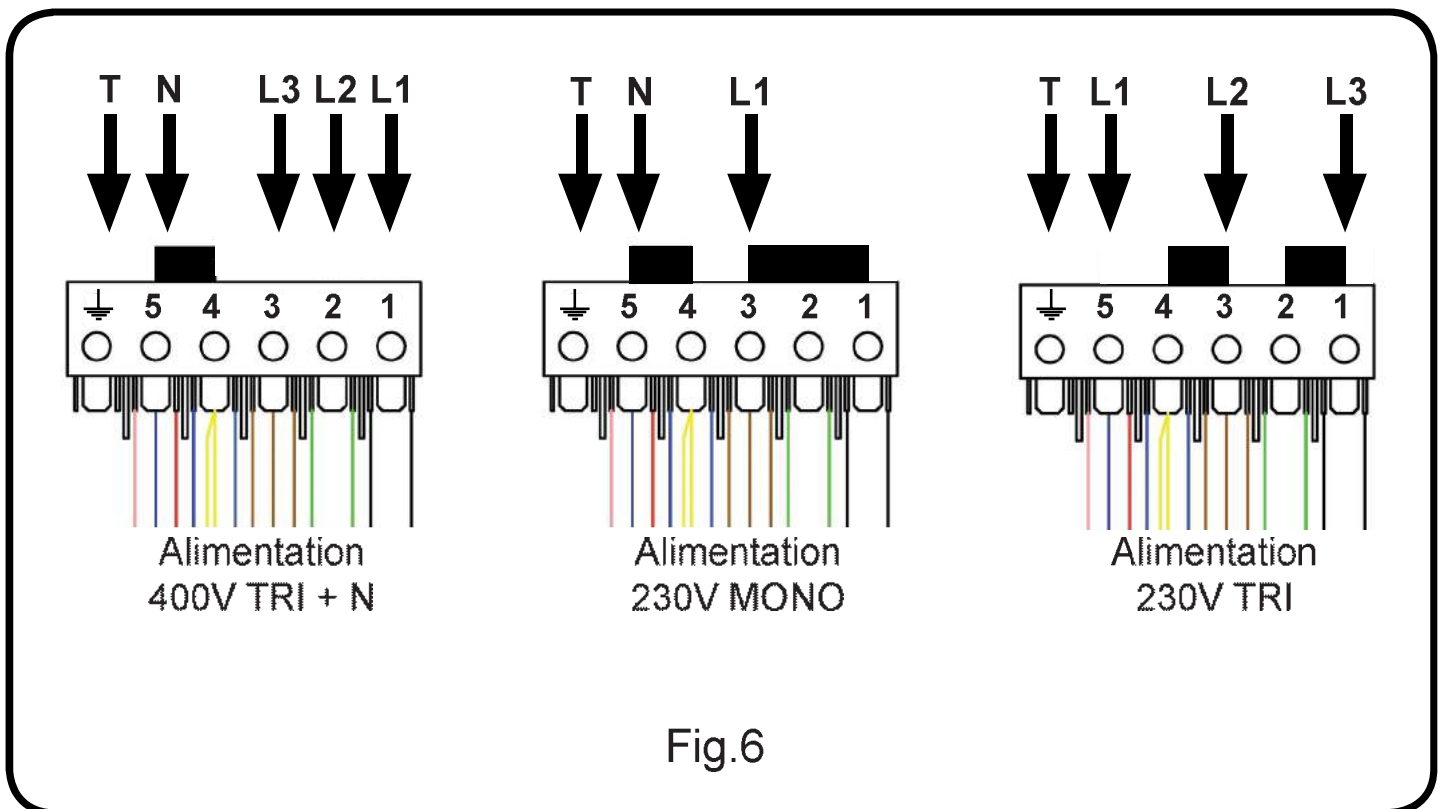 T N L3 L2 L1
T N L1
T L1 L2 L3
⏚ 5 4 3 2 1
⏚ 5 4 3 2 1
⏚ 5 4 3 2 1
Alimentation
400V TRI + N
Alimentation
230V MONO
Alimentation
230V TRI
Fig.6